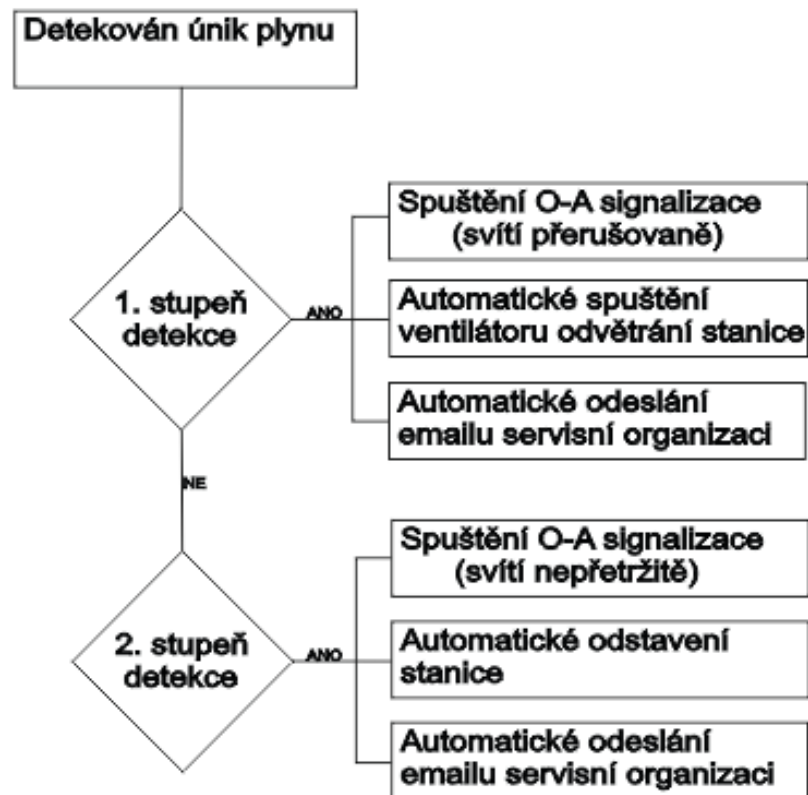 Detekován únik plynu
Spuštění O-A signalizace
(svítí přerušovaně)
1. stupeň
detekce
ANO
Automatické spuštění
ventilátoru odvětrání stanice
Automatické odeslání
emailu servisní organizaci
NE
Spuštění O-A signalizace
(svítí nepřetržitě)
2. stupeň
detekce
ANO
Automatické odstavení
stanice
Automatické odeslání
emailu servisní organizaci